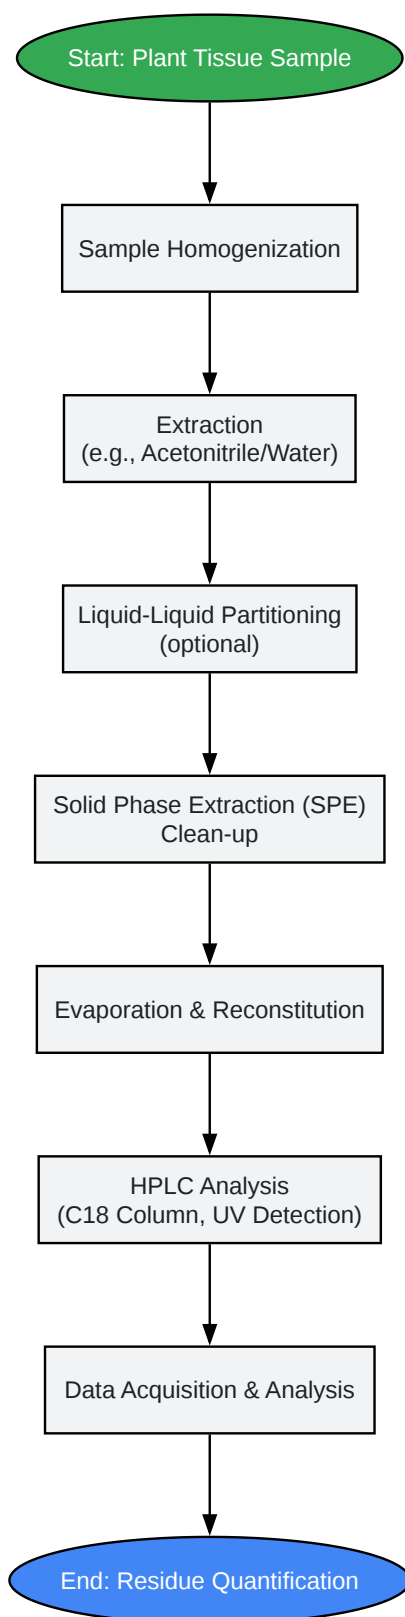 Start: Plant Tissue Sample
Sample Homogenization
Extraction
(e.g., Acetonitrile/Water)
Liquid-Liquid Partitioning
(optional)
Solid Phase Extraction (SPE)
Clean-up
Evaporation & Reconstitution
HPLC Analysis
(C18 Column, UV Detection)
Data Acquisition & Analysis
End: Residue Quantification